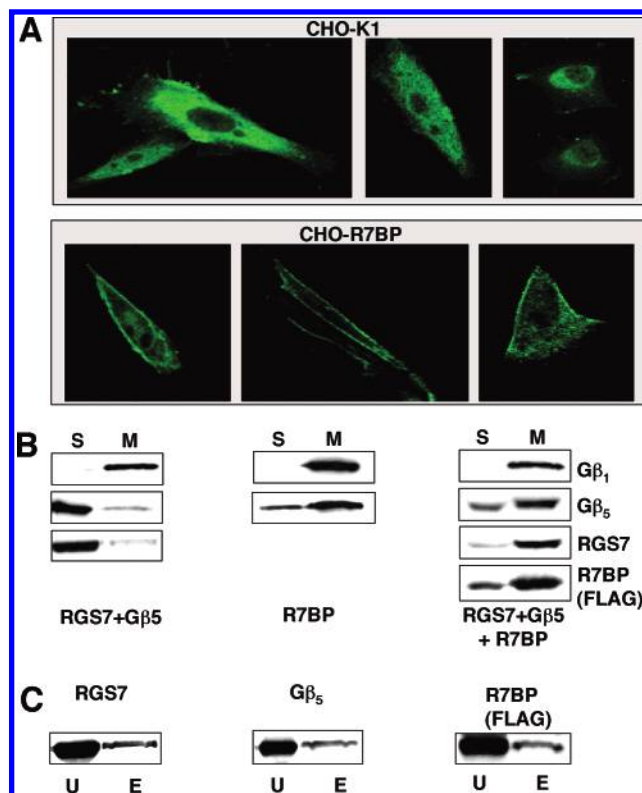 A
CHO-K1
CHO-R7BP
B
S M
S M
S M
Gβ₁
Gβ₅
RGS7
R7BP
(FLAG)
RGS7+Gβ5
R7BP
RGS7+Gβ5
+ R7BP
C
RGS7
Gβ₅
R7BP
(FLAG)
U E
U E
U E